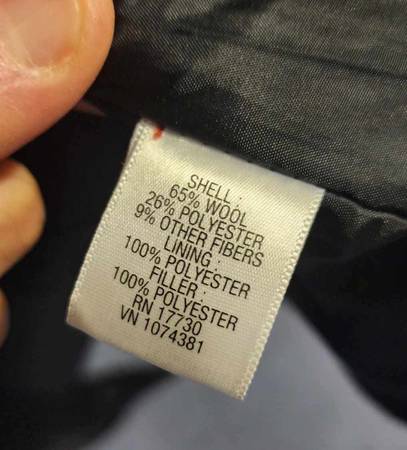 SHELL :
65% WOOL
26% POLYESTER
9% OTHER FIBERS
LINING :
100% POLYESTER
FILLER :
100% POLYESTER
RN 17730
VN 1074381